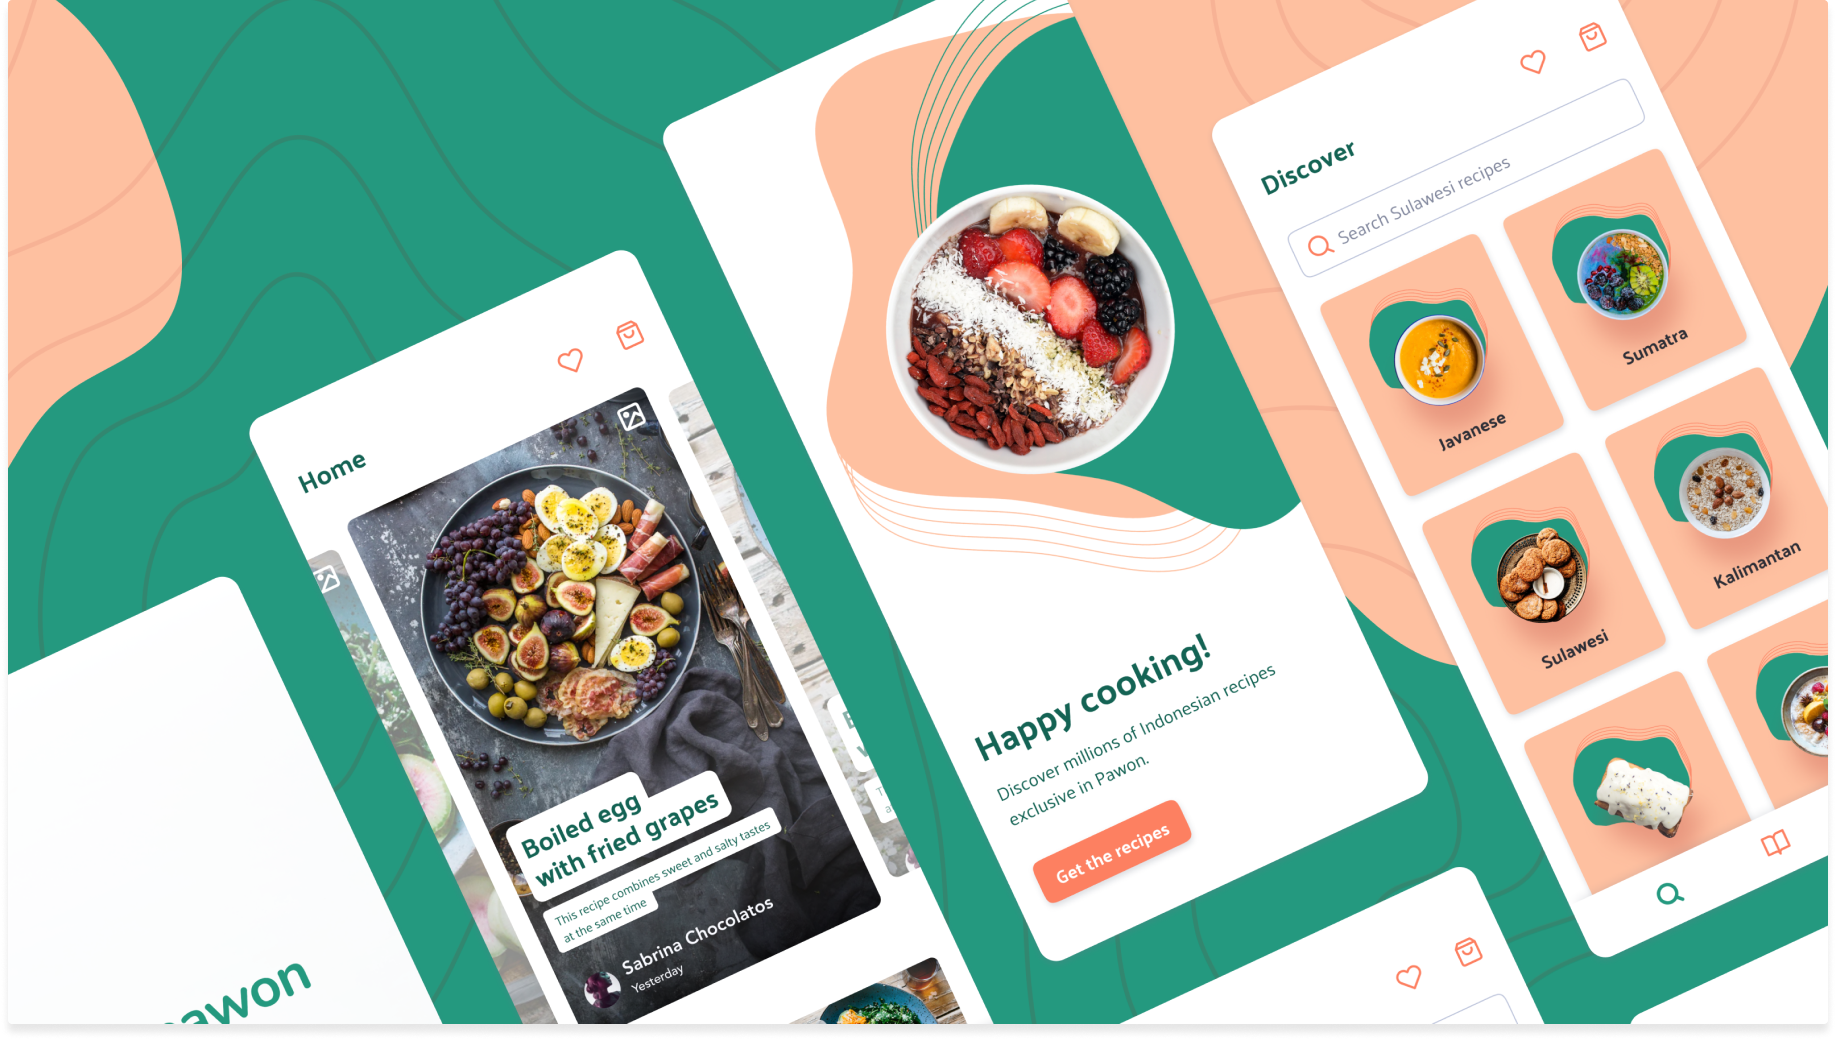 Home
Boiled egg
with fried grapes
This recipe combines sweet and salty tastes
at the same time
Sabrina Chocolatos
Yesterday
Happy cooking!
Discover millions of Indonesian recipes
exclusive in Pawon.
Get the recipes
Discover
Search Sulawesi recipes
Javanese
Sumatra
Sulawesi
Kalimantan